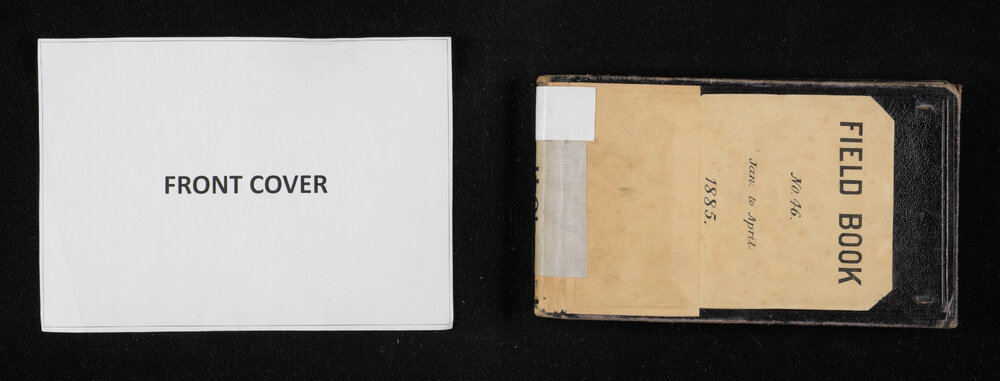 FRONT COVER
FIELD BOOK
No. 46.
Jan. to April.
1885.